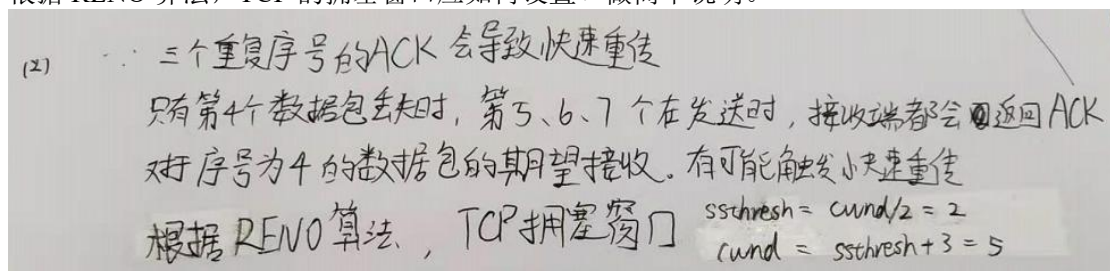 根据 RENO 算法，TCP 的拥塞窗口应如何设置？做简单说明。
(2) ∵ 三个重复序号的ACK 会导致快速重传
只有第4个数据包丢失时，第5、6、7个在发送时，接收端都会返回ACK
对于序号为4的数据包的期望接收。有可能触发快速重传
根据RENO算法，TCP拥塞窗口 ssthresh = cwnd/2 = 2
cwnd = ssthresh+3 = 5